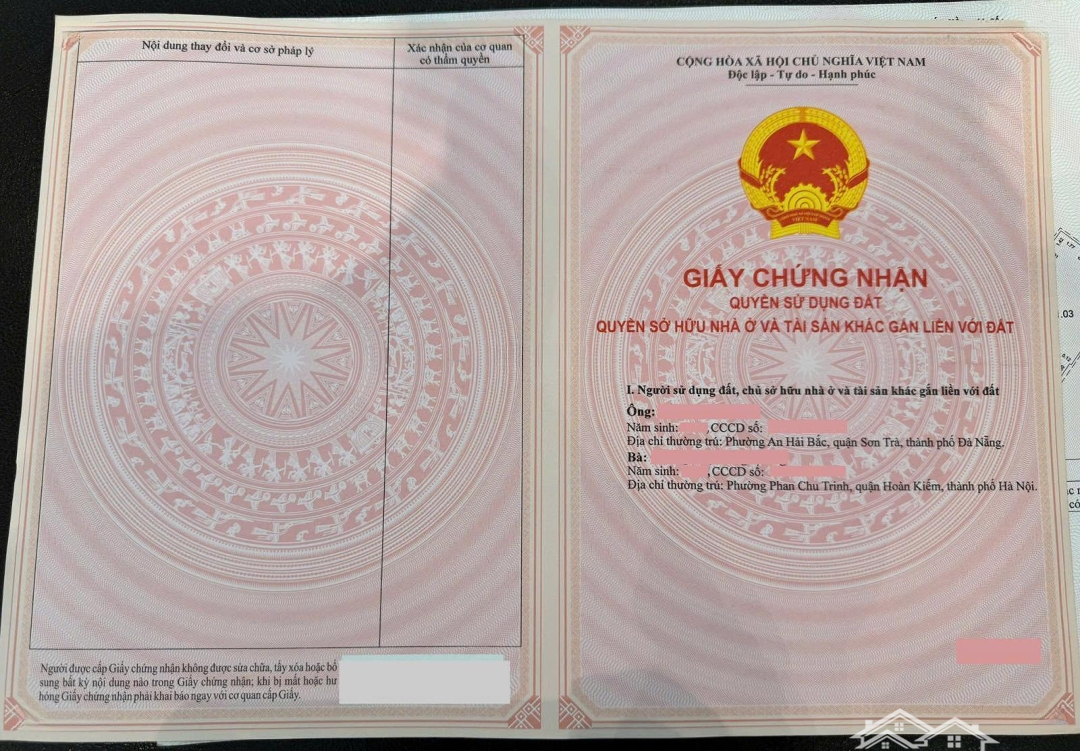 Nội dung thay đổi và cơ sở pháp lý
Xác nhận của cơ quan
có thẩm quyền
Người được cấp Giấy chứng nhận không được sửa chữa, tẩy xóa hoặc bổ
sung bất kỳ nội dung nào trong Giấy chứng nhận; khi bị mất hoặc hư
hỏng Giấy chứng nhận phải khai báo ngay với cơ quan cấp Giấy.
CỘNG HÒA XÃ HỘI CHỦ NGHĨA VIỆT NAM
Độc lập - Tự do - Hạnh phúc
VIỆT NAM
GIẤY CHỨNG NHẬN
QUYỀN SỬ DỤNG ĐẤT
QUYỀN SỞ HỮU NHÀ Ở VÀ TÀI SẢN KHÁC GẮN LIỀN VỚI ĐẤT
I. Người sử dụng đất, chủ sở hữu nhà ở và tài sản khác gắn liền với đất
Ông:
Năm sinh: ,CCCD số:
Địa chỉ thường trú: Phường An Hải Bắc, quận Sơn Trà, thành phố Đà Nẵng.
Bà:
Năm sinh: ,CCCD số:
Địa chỉ thường trú: Phường Phan Chu Trinh, quận Hoàn Kiếm, thành phố Hà Nội.